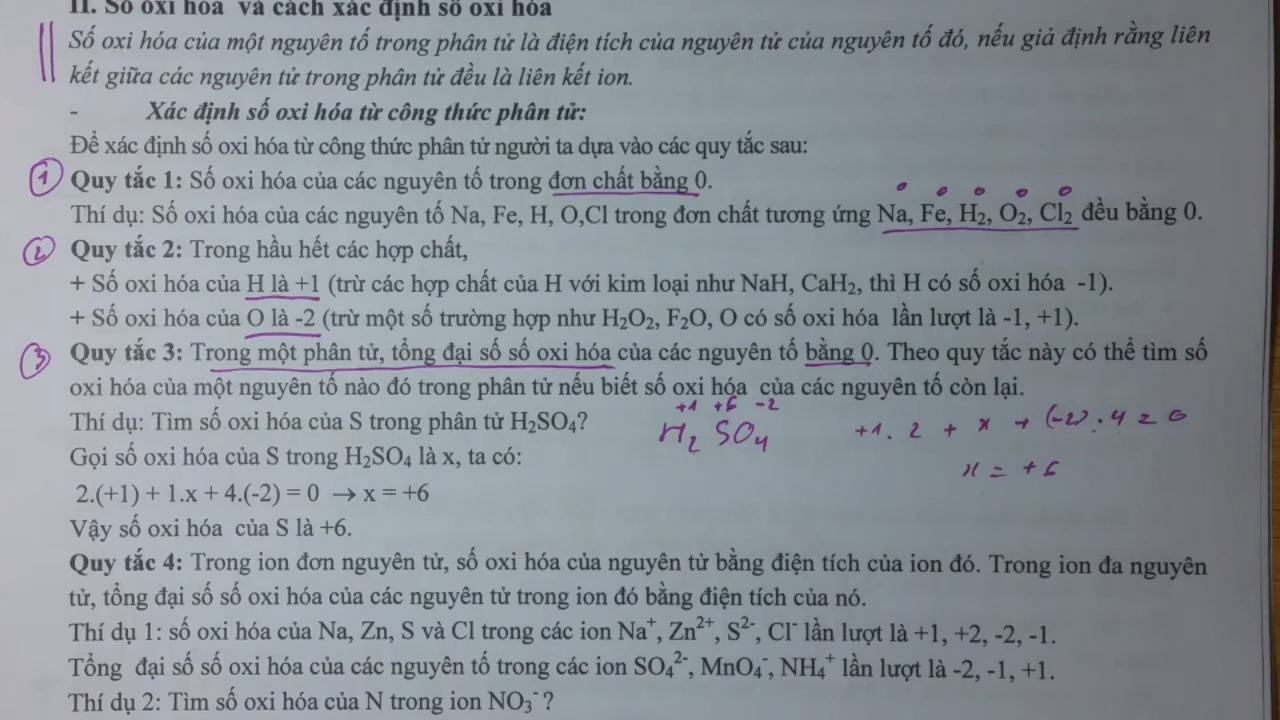 II. Số oxi hóa và cách xác định số oxi hóa
Số oxi hóa của một nguyên tố trong phân tử là điện tích của nguyên tử của nguyên tố đó, nếu giả định rằng liên
kết giữa các nguyên tử trong phân tử đều là liên kết ion.
- Xác định số oxi hóa từ công thức phân tử:
Để xác định số oxi hóa từ công thức phân tử người ta dựa vào các quy tắc sau:
1 Quy tắc 1: Số oxi hóa của các nguyên tố trong đơn chất bằng 0.
0 0 0 0 0
Thí dụ: Số oxi hóa của các nguyên tố Na, Fe, H, O,Cl trong đơn chất tương ứng Na, Fe, H₂, O₂, Cl₂ đều bằng 0.
2 Quy tắc 2: Trong hầu hết các hợp chất,
+ Số oxi hóa của H là +1 (trừ các hợp chất của H với kim loại như NaH, CaH₂, thì H có số oxi hóa -1).
+ Số oxi hóa của O là -2 (trừ một số trường hợp như H₂O₂, F₂O, O có số oxi hóa lần lượt là -1, +1).
3 Quy tắc 3: Trong một phân tử, tổng đại số số oxi hóa của các nguyên tố bằng 0. Theo quy tắc này có thể tìm số
oxi hóa của một nguyên tố nào đó trong phân tử nếu biết số oxi hóa của các nguyên tố còn lại.
+1 +6 -2
Thí dụ: Tìm số oxi hóa của S trong phân tử H₂SO₄? H₂ SO₄ +1. 2 + x + (-2).4 = 0
Gọi số oxi hóa của S trong H₂SO₄ là x, ta có: x = +6
2.(+1) + 1.x + 4.(-2) = 0 → x = +6
Vậy số oxi hóa của S là +6.
Quy tắc 4: Trong ion đơn nguyên tử, số oxi hóa của nguyên tử bằng điện tích của ion đó. Trong ion đa nguyên
tử, tổng đại số số oxi hóa của các nguyên tử trong ion đó bằng điện tích của nó.
Thí dụ 1: số oxi hóa của Na, Zn, S và Cl trong các ion Na⁺, Zn²⁺, S²⁻, Cl⁻ lần lượt là +1, +2, -2, -1.
Tổng đại số số oxi hóa của các nguyên tố trong các ion SO₄²⁻, MnO₄⁻, NH₄⁺ lần lượt là -2, -1, +1.
Thí dụ 2: Tìm số oxi hóa của N trong ion NO₃⁻?